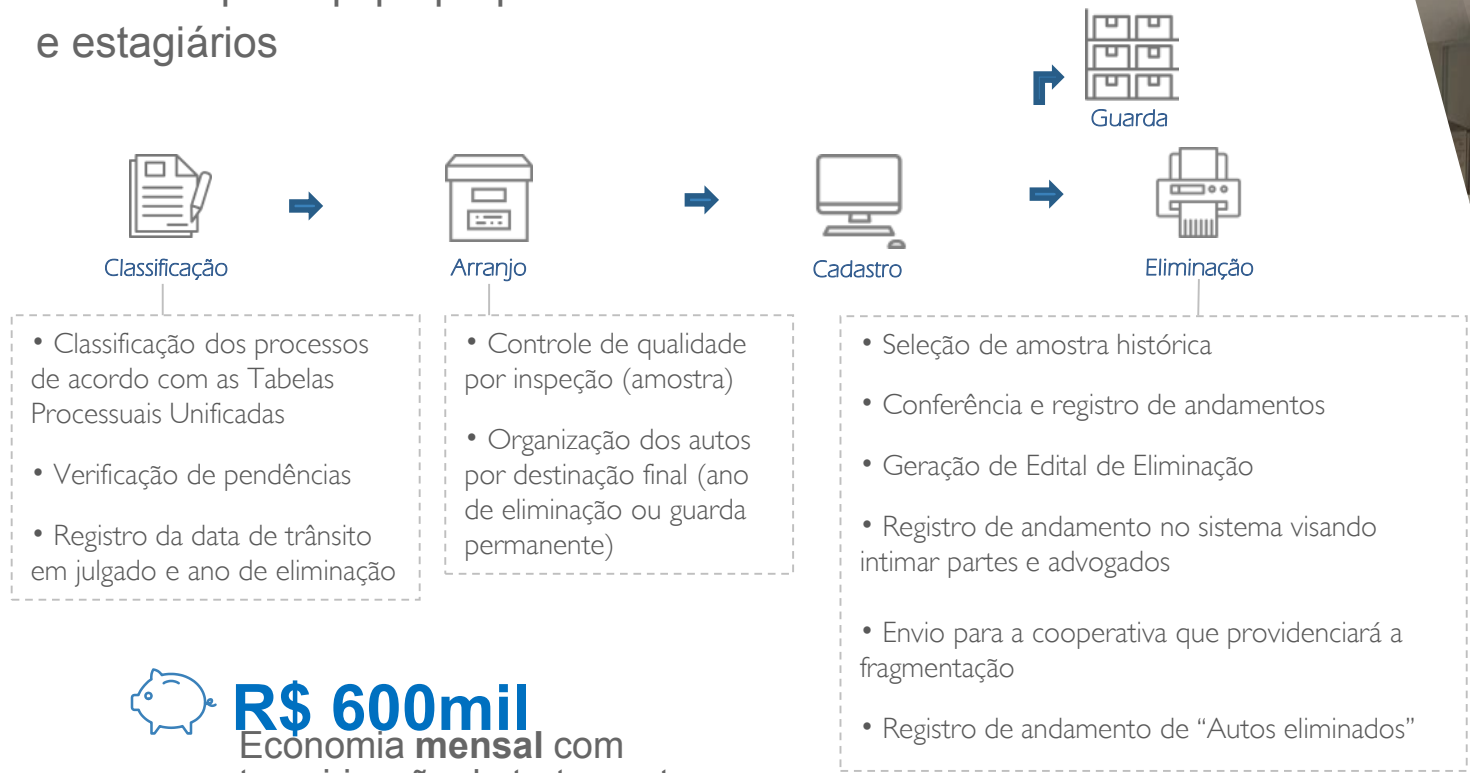 e estagiários
Guarda
Classificação
Arranjo
Cadastro
Eliminação
• Classificação dos processos
de acordo com as Tabelas
Processuais Unificadas
• Verificação de pendências
• Registro da data de trânsito
em julgado e ano de eliminação
• Controle de qualidade
por inspeção (amostra)
• Organização dos autos
por destinação final (ano
de eliminação ou guarda
permanente)
• Seleção de amostra histórica
• Conferência e registro de andamentos
• Geração de Edital de Eliminação
• Registro de andamento no sistema visando
intimar partes e advogados
• Envio para a cooperativa que providenciará a
fragmentação
• Registro de andamento de “Autos eliminados”
R$ 600mil
Economia mensal com